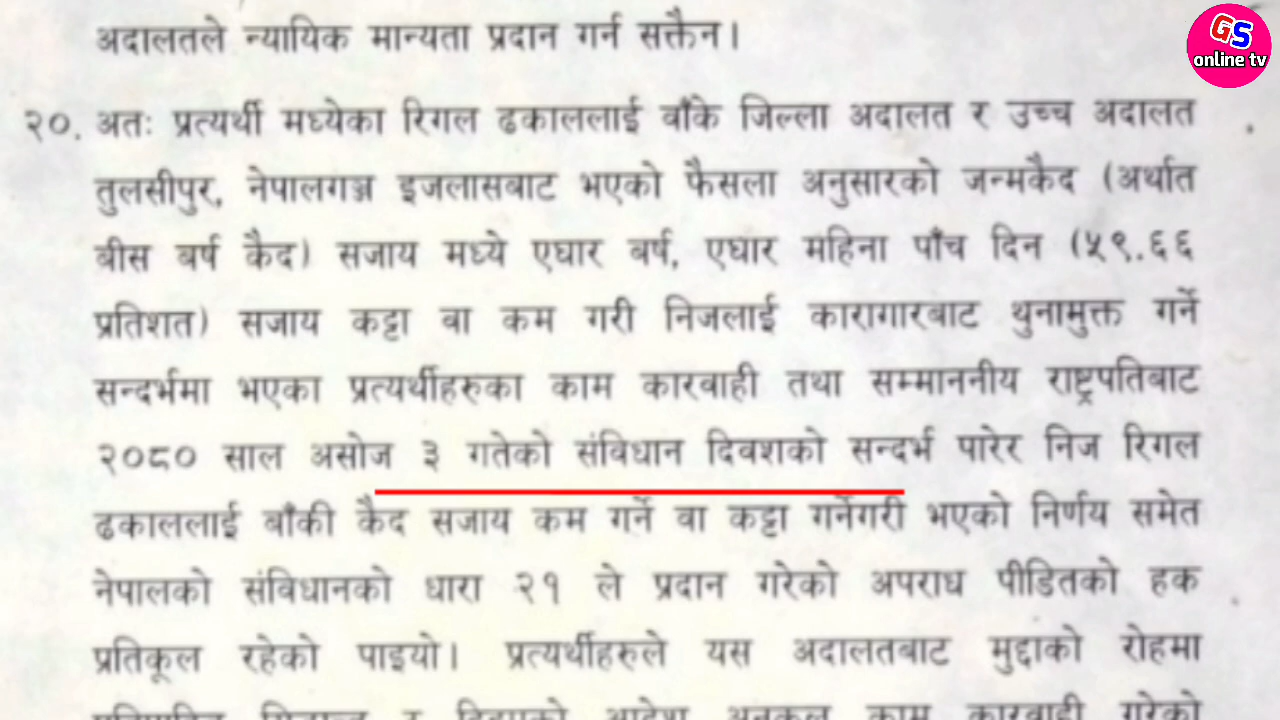 अदालतले न्यायिक मान्यता प्रदान गर्न सक्तैन।
GS
online tv
२०. अतः प्रत्यर्थी मध्येका रिगल ढकाललाई बाँके जिल्ला अदालत र उच्च अदालत
तुलसीपुर, नेपालगञ्ज इजलासबाट भएको फैसला अनुसारको जन्मकैद (अर्थात
बीस बर्ष कैद) सजाय मध्ये एघार बर्ष, एघार महिना पाँच दिन (५९.६६
प्रतिशत) सजाय कट्टा वा कम गरी निजलाई कारागारबाट थुनामुक्त गर्ने
सन्दर्भमा भएका प्रत्यर्थीहरुका काम कारवाही तथा सम्माननीय राष्ट्रपतिबाट
२०८० साल असोज ३ गतेको संविधान दिवशको सन्दर्भ पारेर निज रिगल
ढकाललाई बाँकी कैद सजाय कम गर्ने वा कट्टा गर्नेगरी भएको निर्णय समेत
नेपालको संविधानको धारा २१ ले प्रदान गरेको अपराध पीडितको हक
प्रतिकूल रहेको पाइयो। प्रत्यर्थीहरुले यस अदालतबाट मुद्दाको रोहमा